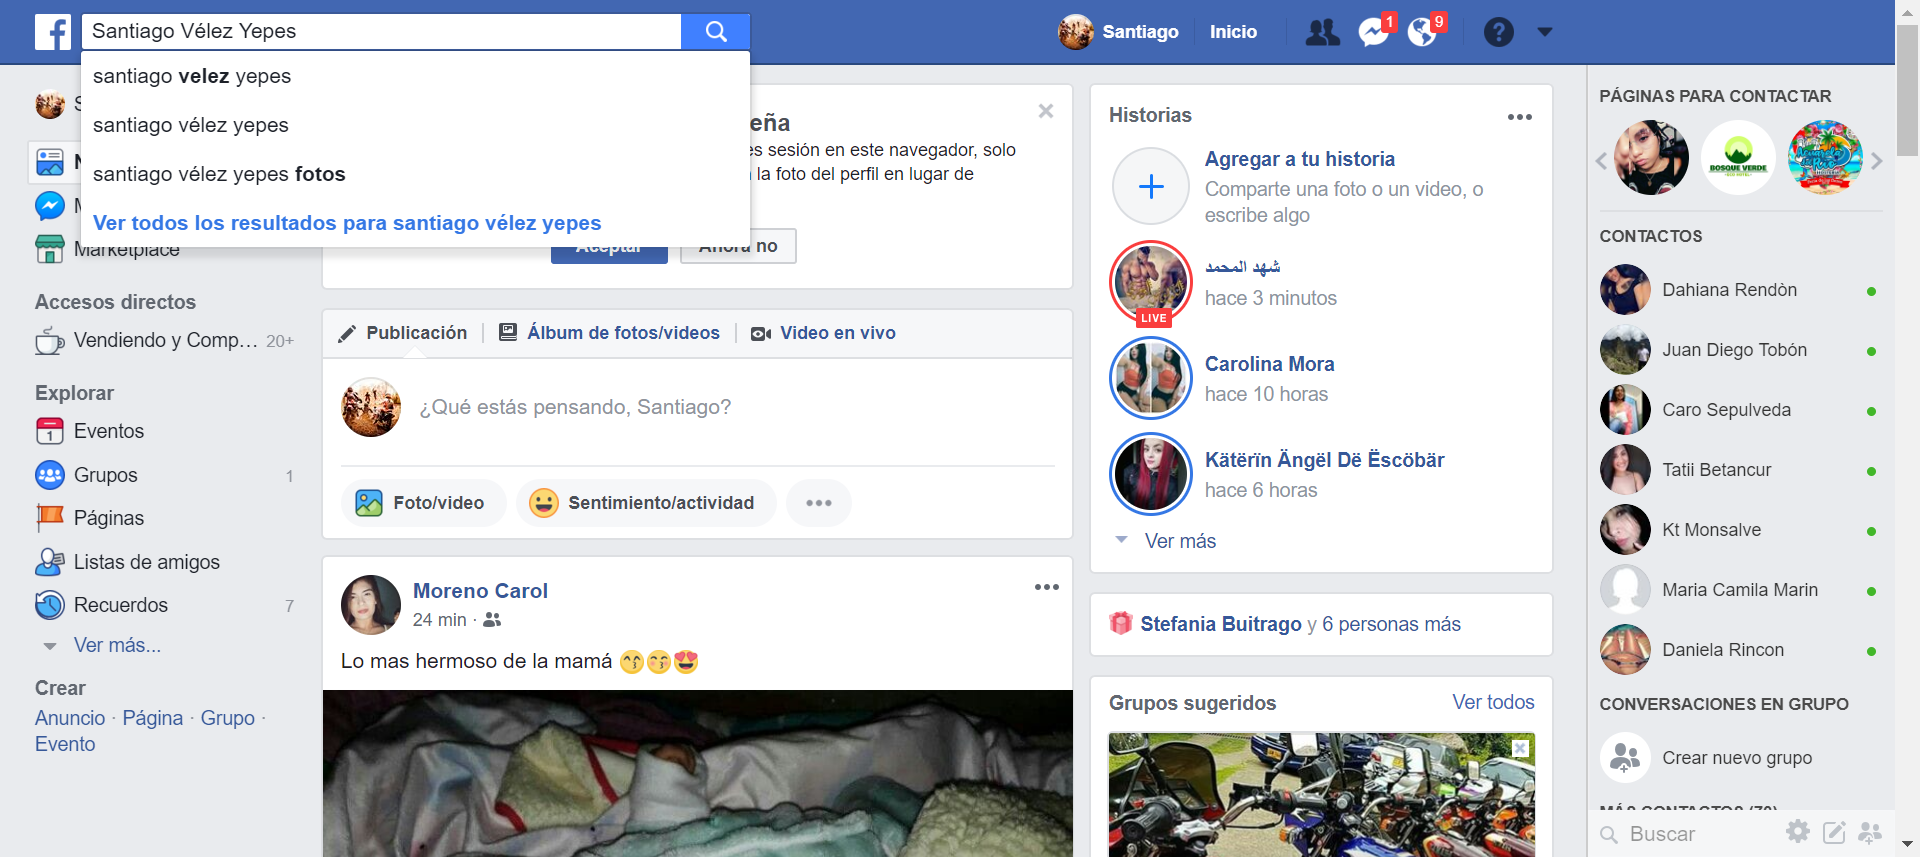 Santiago Vélez Yepes
Santiago
Inicio
1
9
santiago velez yepes
santiago vélez yepes
santiago vélez yepes fotos
Ver todos los resultados para santiago vélez yepes
Marketplace
Accesos directos
Vendiendo y Comp... 20+
Explorar
Eventos
Grupos 1
Páginas
Listas de amigos
Recuerdos 7
Ver más...
Crear
Anuncio · Página · Grupo ·
Evento
sesión en este navegador, solo
la foto del perfil en lugar de
Aceptar
Ahora no
Publicación
Álbum de fotos/videos
Video en vivo
¿Qué estás pensando, Santiago?
Foto/video
Sentimiento/actividad
Moreno Carol
24 min ·
Lo mas hermoso de la mamá 😙😚😍
Historias
Agregar a tu historia
Comparte una foto o un video, o
escribe algo
شهد المحمد
hace 3 minutos
LIVE
Carolina Mora
hace 10 horas
Kätërïn Ängël Dë Ëscöbär
hace 6 horas
Ver más
Stefania Buitrago y 6 personas más
Grupos sugeridos
Ver todos
PÁGINAS PARA CONTACTAR
BOSQUE VERDE
CONTACTOS
Dahiana Rendòn
Juan Diego Tobón
Caro Sepulveda
Tatii Betancur
Kt Monsalve
Maria Camila Marin
Daniela Rincon
CONVERSACIONES EN GRUPO
Crear nuevo grupo
MÁS CONTACTOS (70)
Buscar